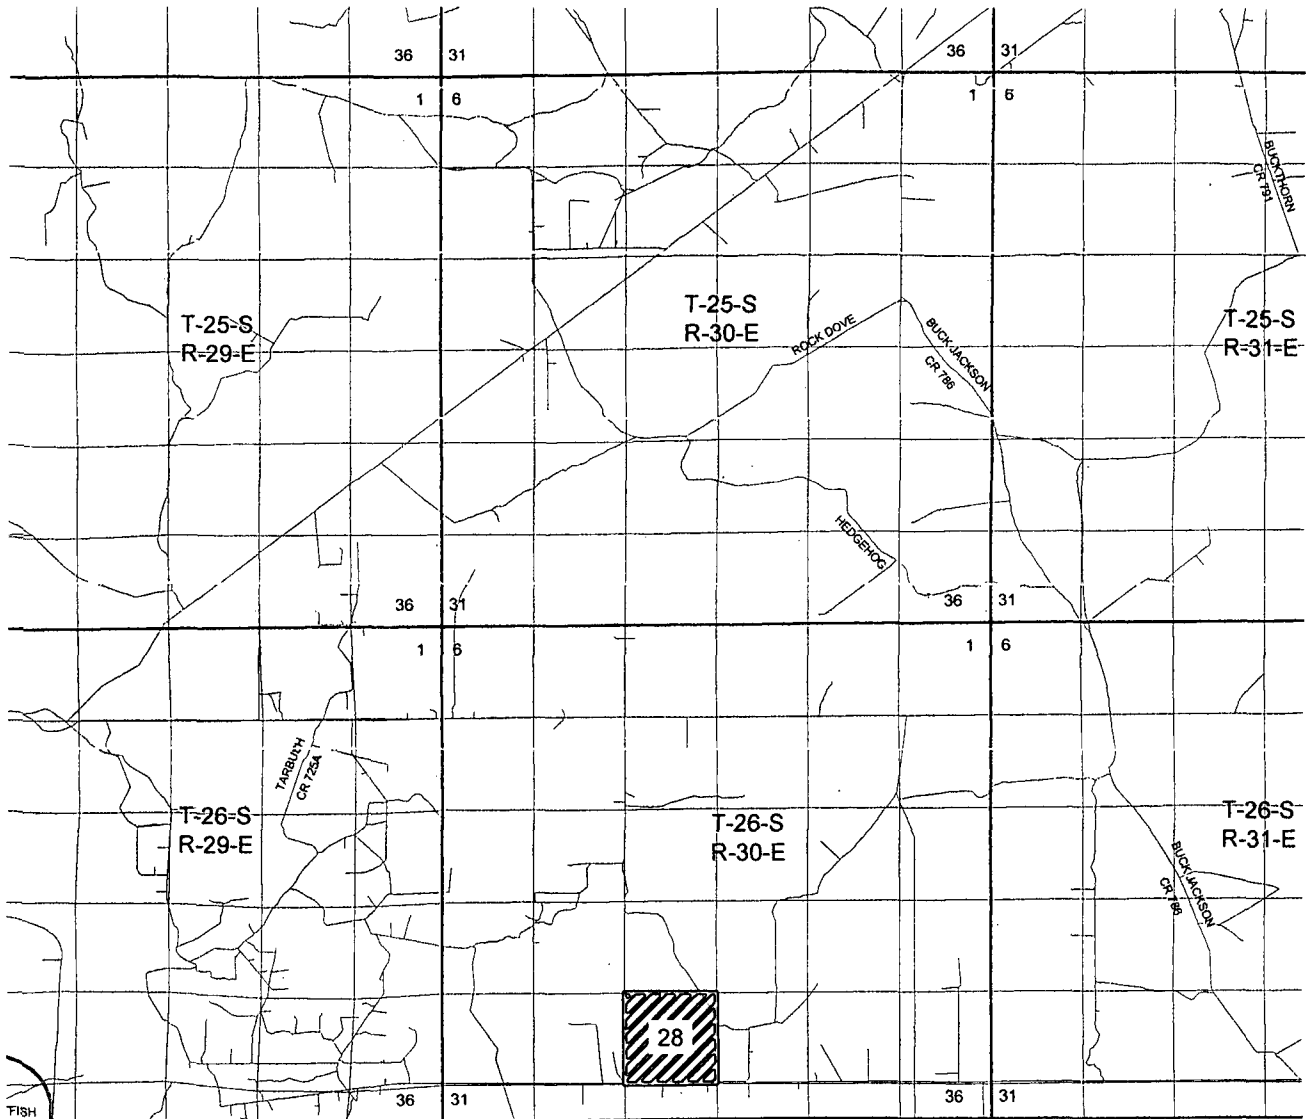 36 31
36 31
1 6
1 6
BUCKTHORN
CR 791
T-25-S
R-29-E
T-25-S
R-30-E
T-25-S
R-31-E
ROCK DOVE
BUCK JACKSON
CR 786
HEDGEHOG
36 31
36 31
1 6
1 6
CR 725A
T-26-S
R-29-E
T-26-S
R-30-E
T-26-S
R-31-E
BUCK JACKSON
CR 786
28
FISH
36 31
36 31